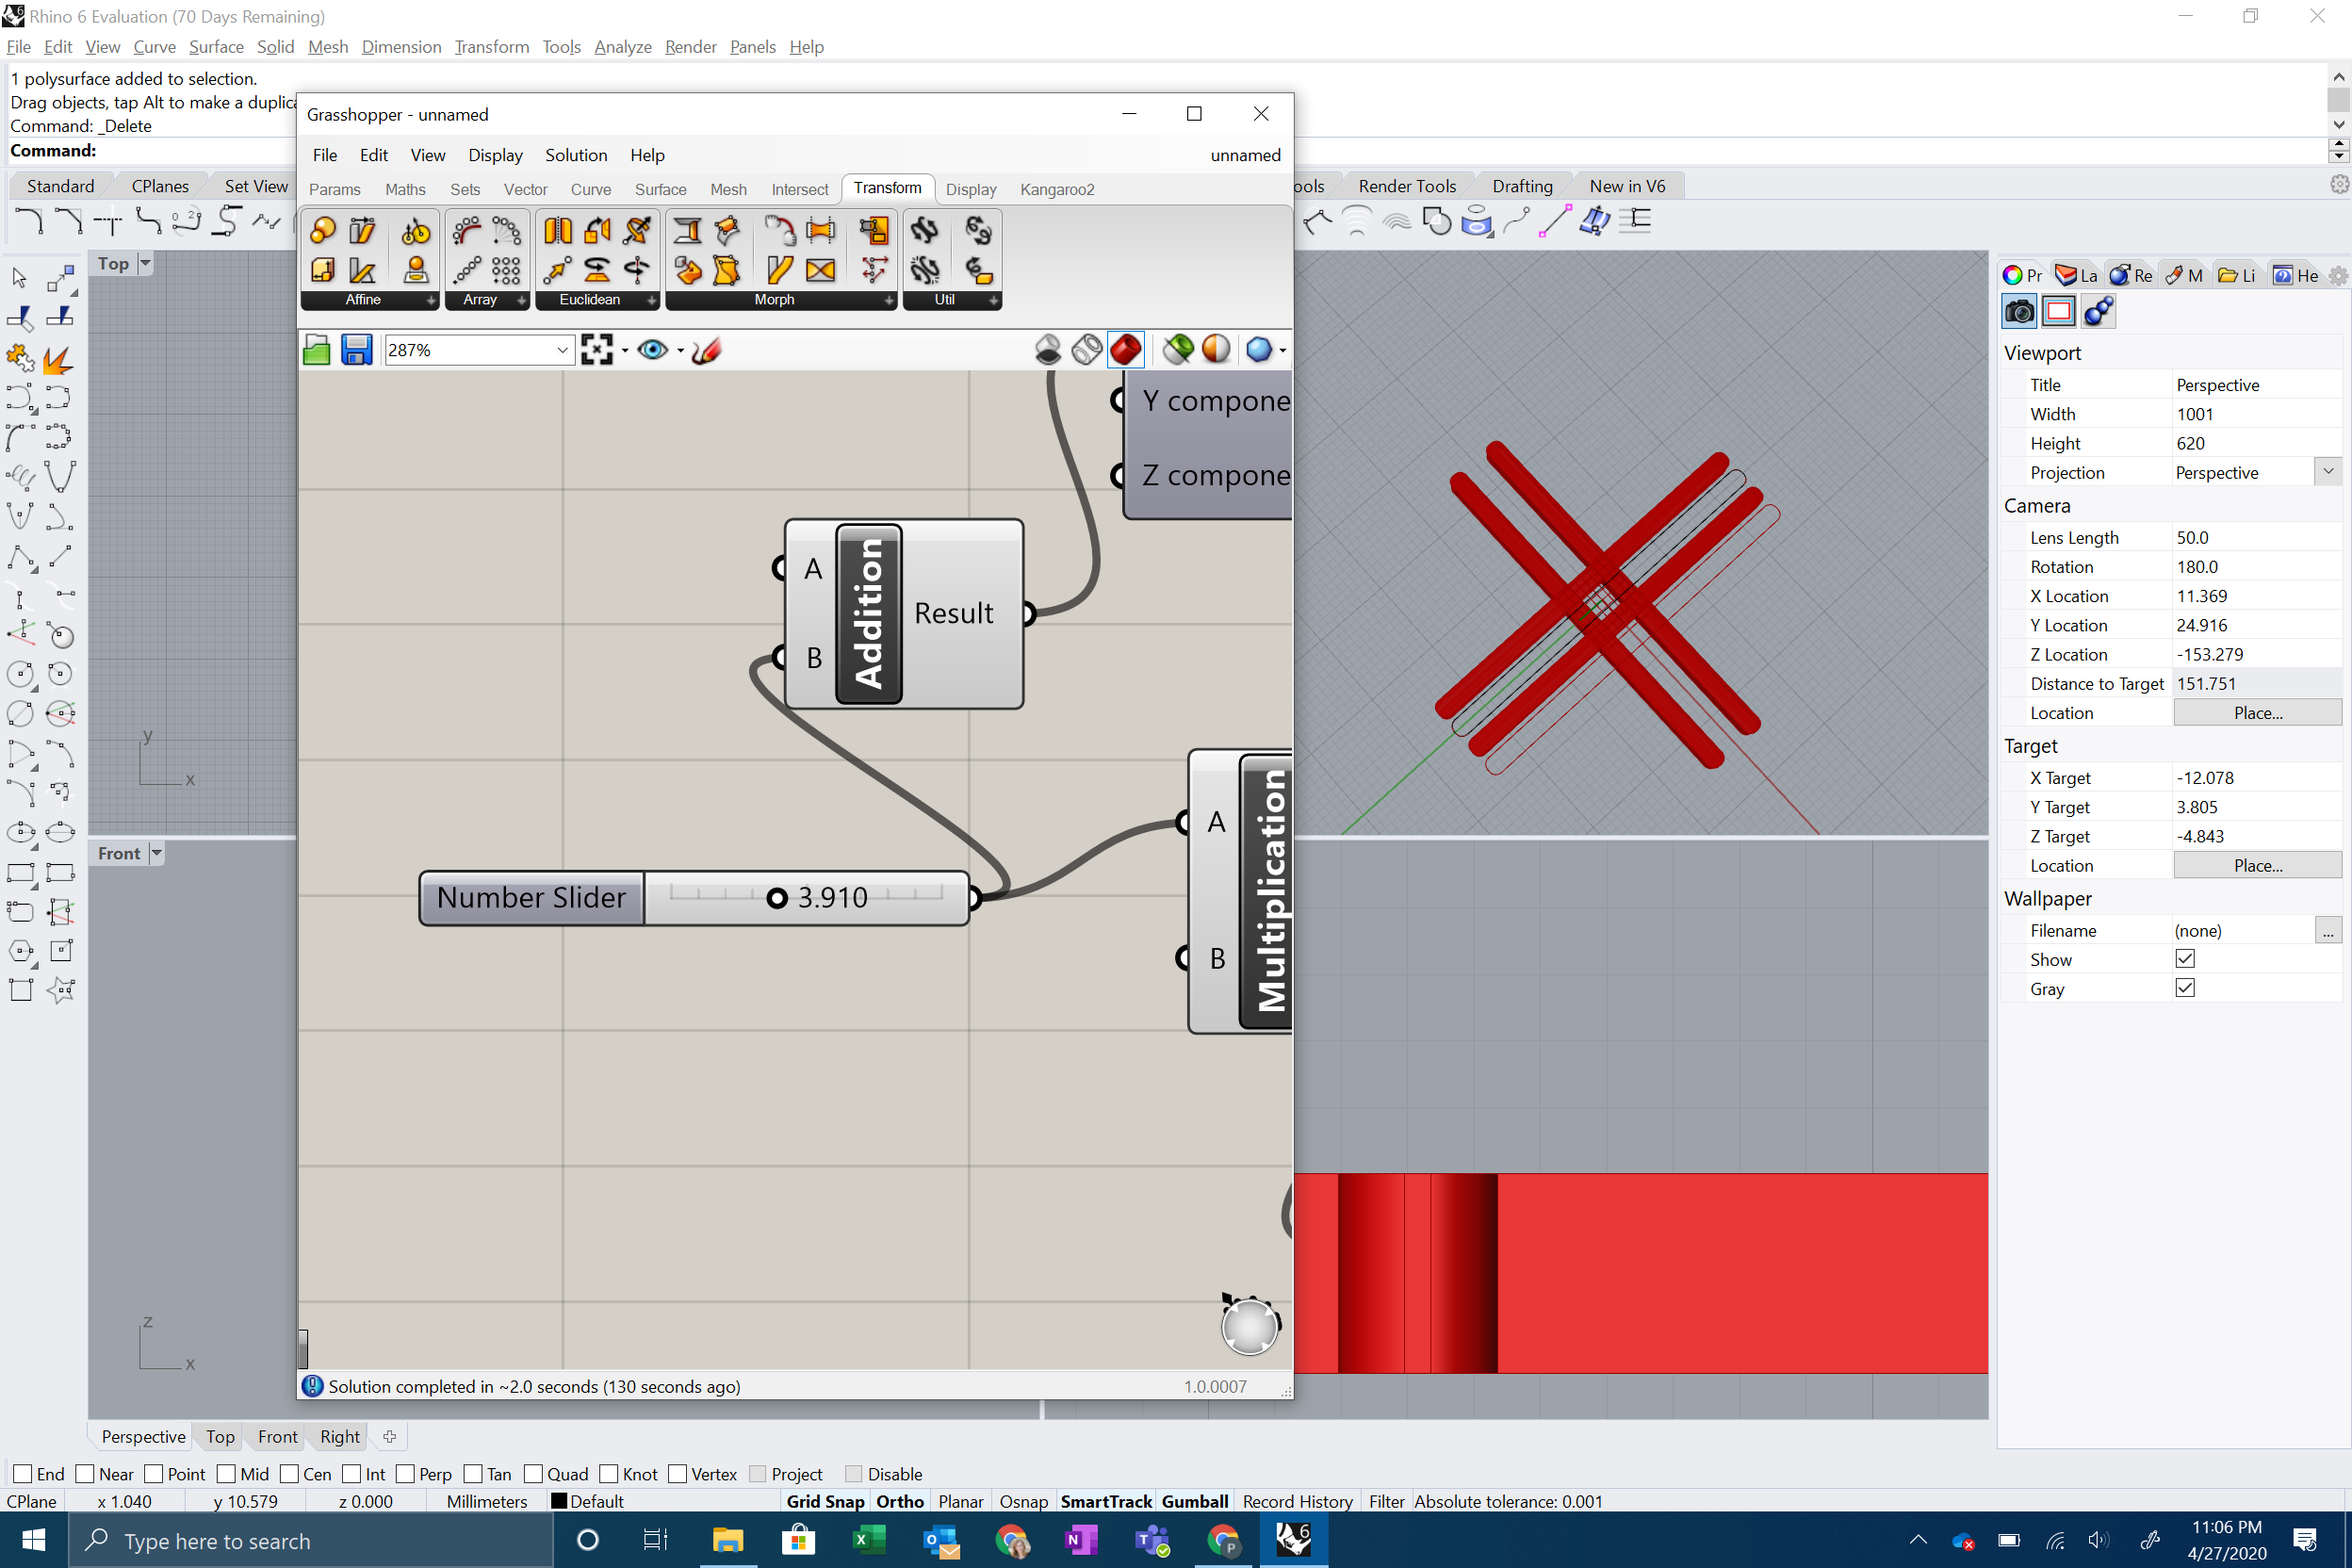 Rhino 6 Evaluation (70 Days Remaining)
File Edit View Curve Surface Solid Mesh Dimension Transform Tools Analyze Render Panels Help
1 polysurface added to selection.
Drag objects, tap Alt to make a duplica
Command: _Delete
Command:
Standard CPlanes Set View ools Render Tools Drafting New in V6
Grasshopper - unnamed
File Edit View Display Solution Help unnamed
Params Maths Sets Vector Curve Surface Mesh Intersect Transform Display Kangaroo2
Affine Array Euclidean Morph Util
287%
Y compone
Z compone
A
B
Addition
Result
A
B
Multiplication
Number Slider 3.910
Solution completed in ~2.0 seconds (130 seconds ago) 1.0.0007
Top
y
x
Front
z
x
Pr La Re M Li He
Viewport
Title Perspective
Width 1001
Height 620
Projection Perspective
Camera
Lens Length 50.0
Rotation 180.0
X Location 11.369
Y Location 24.916
Z Location -153.279
Distance to Target 151.751
Location Place...
Target
X Target -12.078
Y Target 3.805
Z Target -4.843
Location Place...
Wallpaper
Filename (none) ...
Show
Gray
Perspective Top Front Right
End Near Point Mid Cen Int Perp Tan Quad Knot Vertex Project Disable
CPlane x 1.040 y 10.579 z 0.000 Millimeters Default Grid Snap Ortho Planar Osnap SmartTrack Gumball Record History Filter Absolute tolerance: 0.001
Type here to search
11:06 PM
4/27/2020